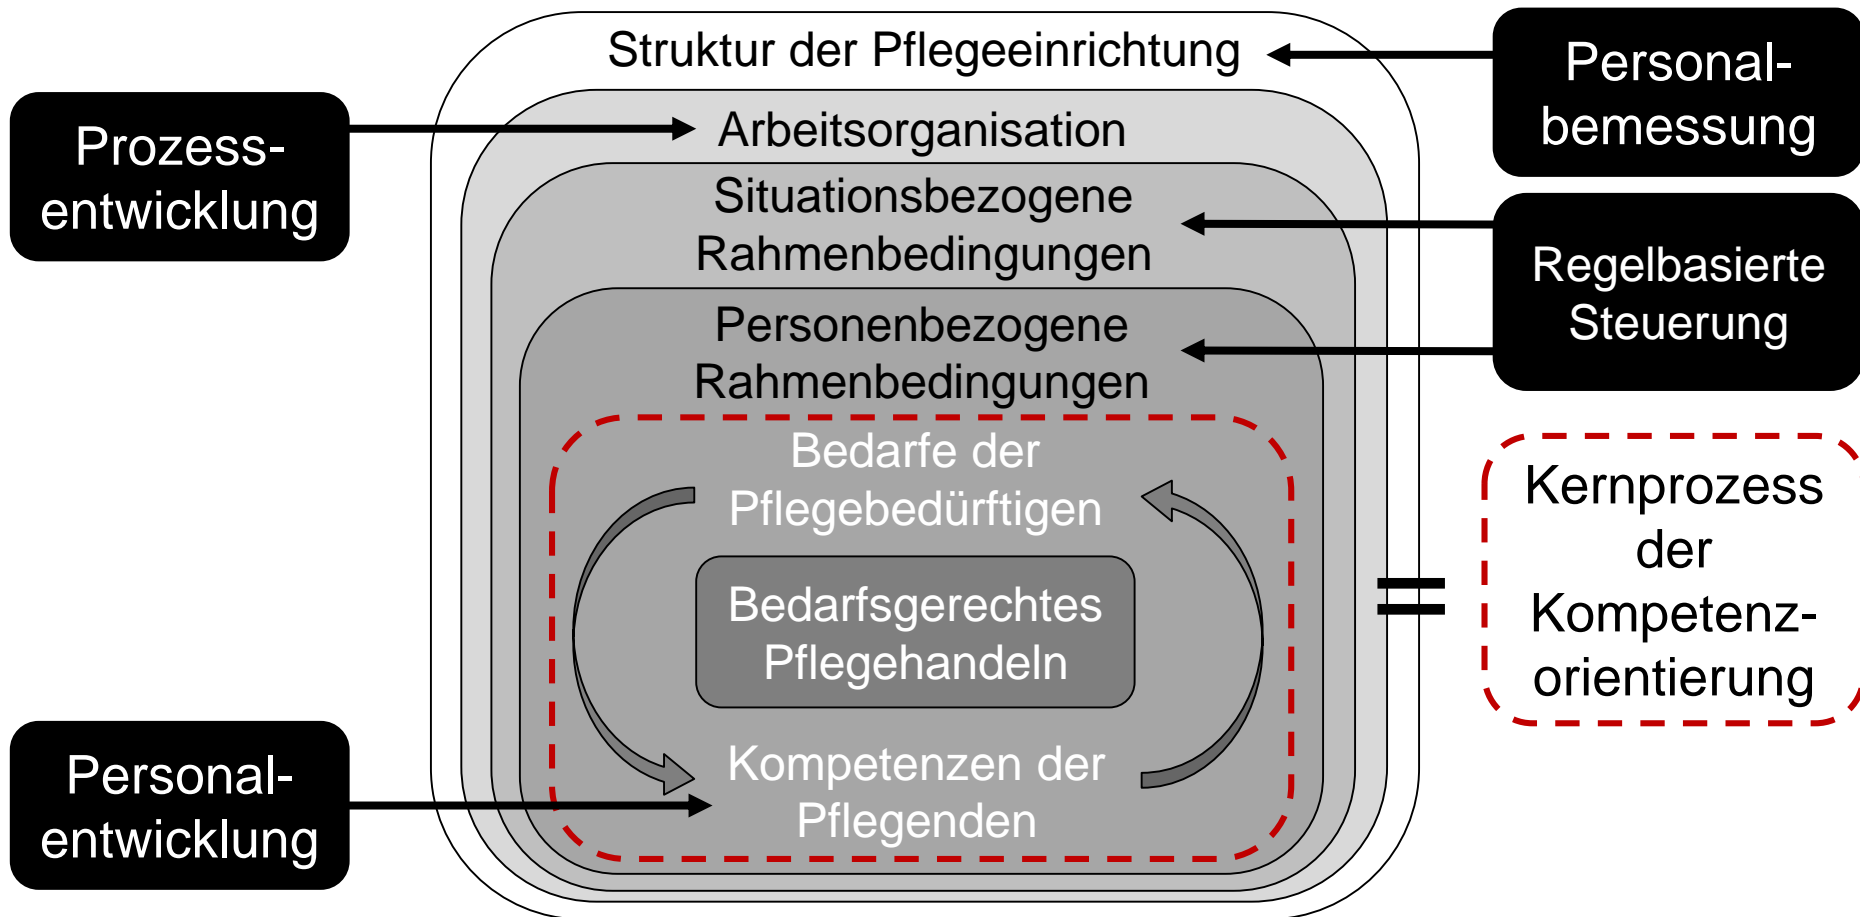 Struktur der Pflegeeinrichtung
Personal-
bemessung
Prozess-
entwicklung
Arbeitsorganisation
Situationsbezogene
Rahmenbedingungen
Regelbasierte
Steuerung
Personenbezogene
Rahmenbedingungen
Bedarfe der
Pflegebedürftigen
Bedarfsgerechtes
Pflegehandeln
Kompetenzen der
Pflegenden
=
Kernprozess
der
Kompetenz-
orientierung
Personal-
entwicklung